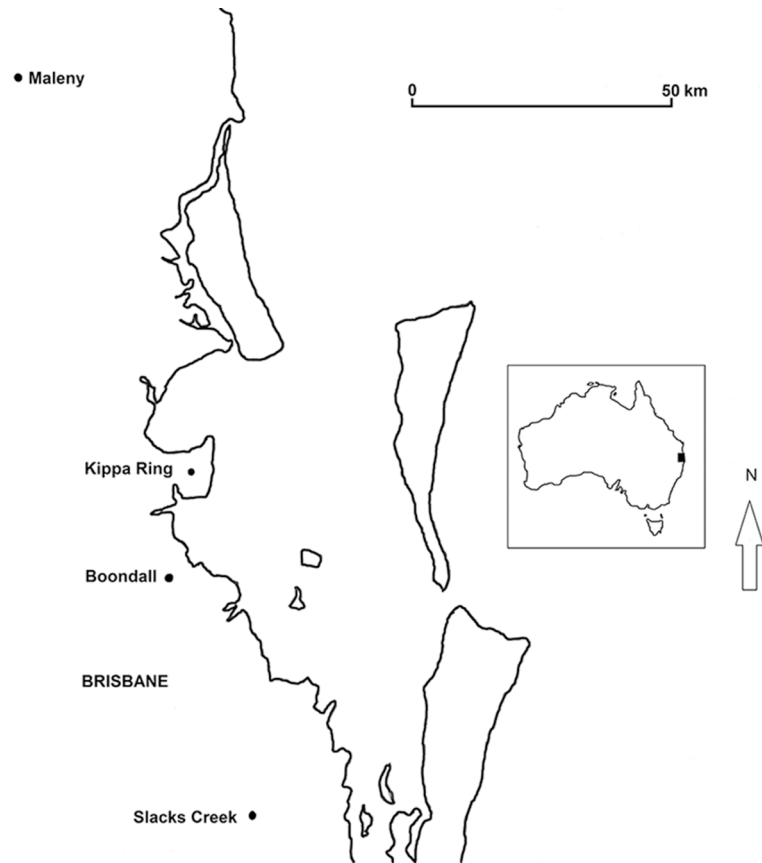 Maleny
0 50 km
Kippa Ring
N
Boondall
BRISBANE
Slacks Creek